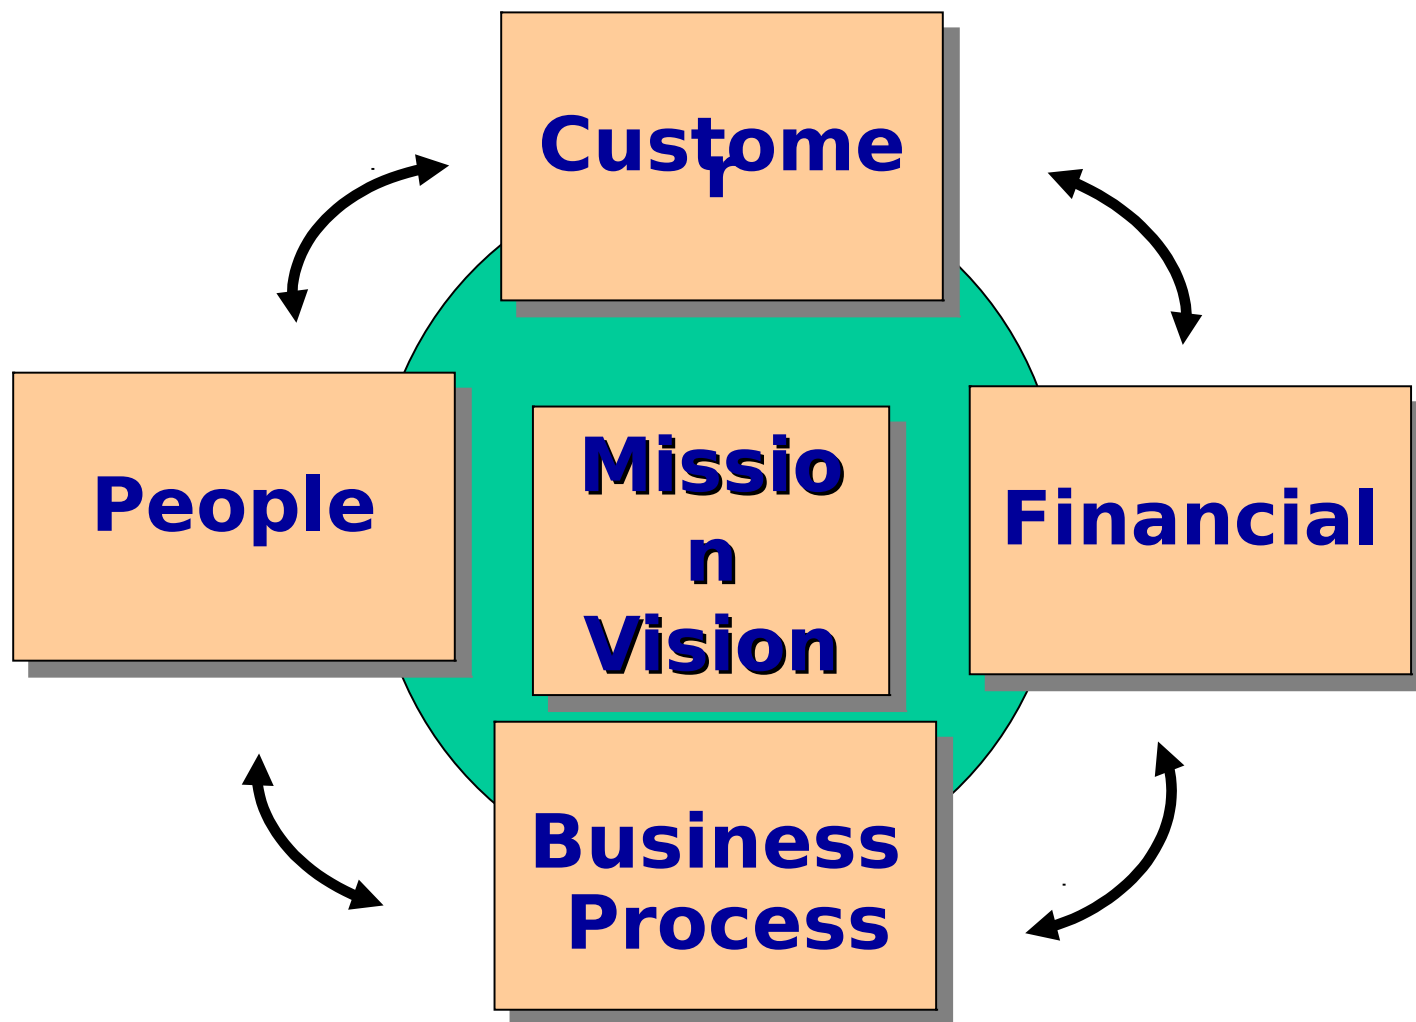 Custome
r
People
Missio
n
Vision
Financial
Business
Process